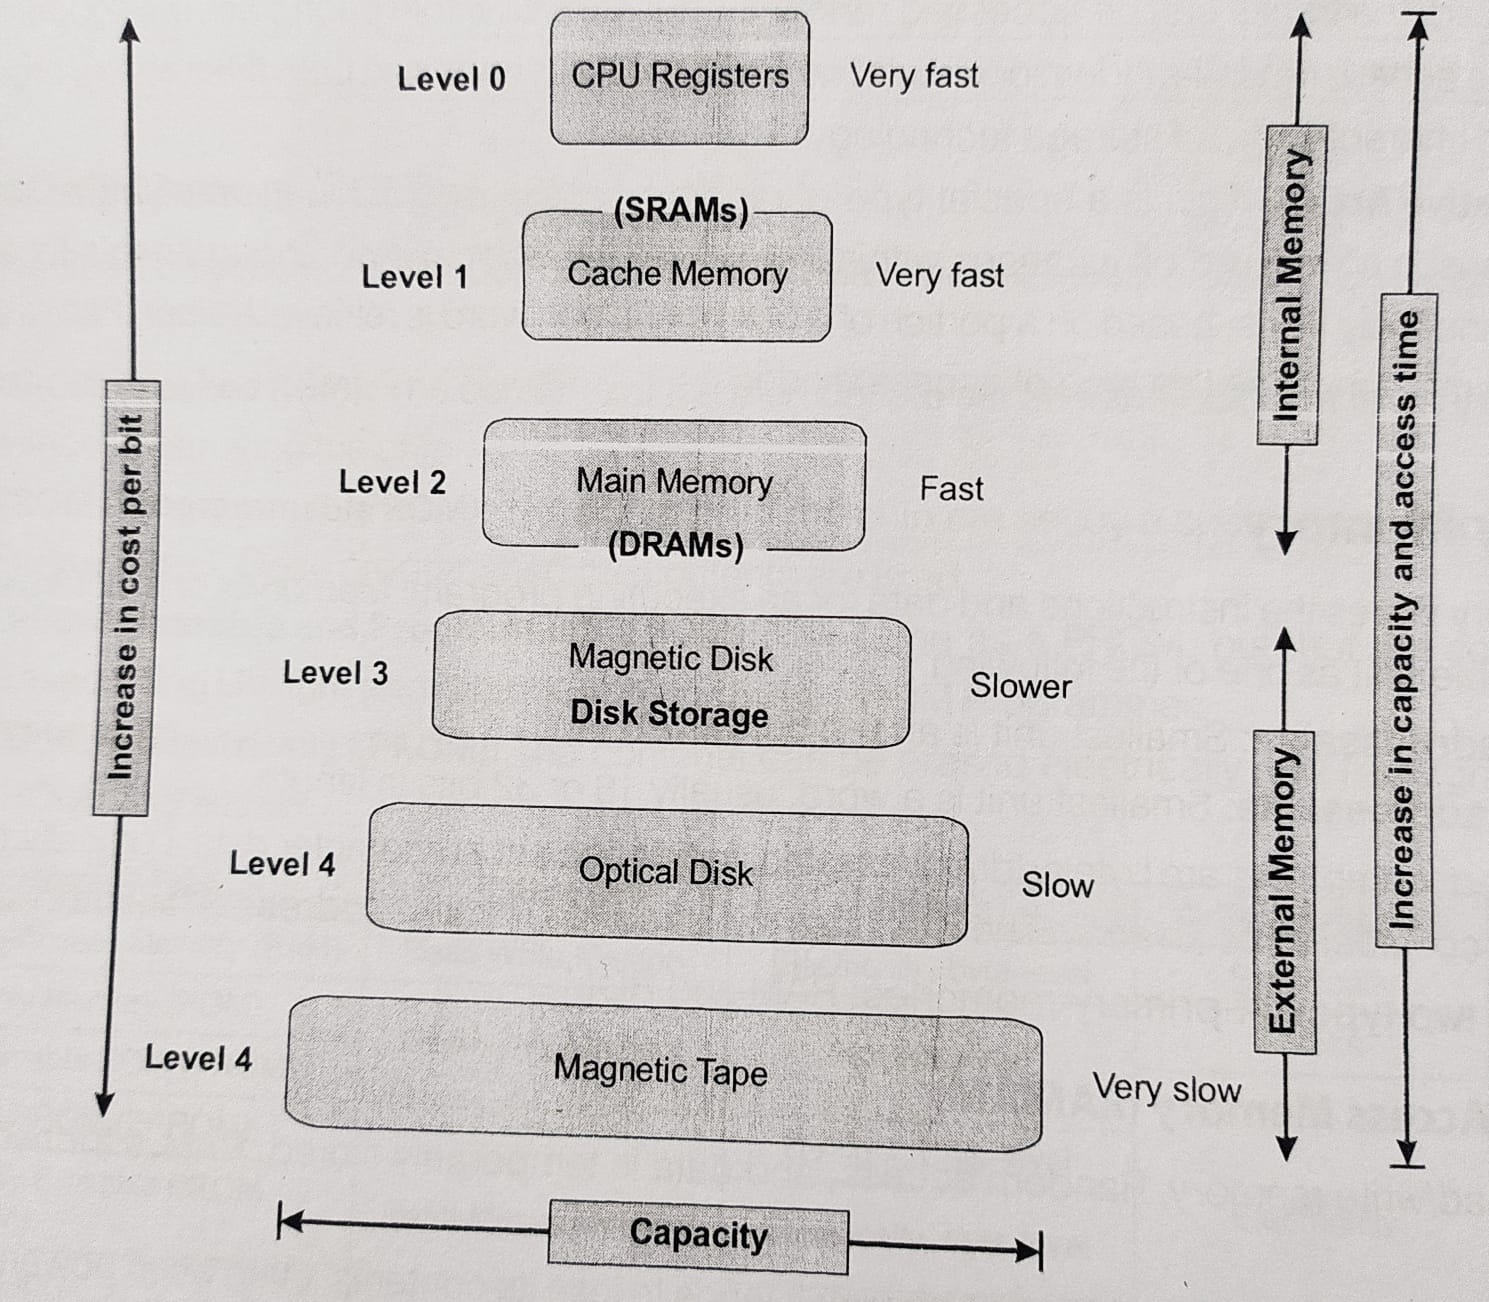 Level 0
CPU Registers
Very fast
(SRAMs)
Level 1
Cache Memory
Very fast
Level 2
Main Memory
Fast
(DRAMs)
Level 3
Magnetic Disk
Disk Storage
Slower
Level 4
Optical Disk
Slow
Level 4
Magnetic Tape
Very slow
Capacity
Increase in cost per bit
Internal Memory
External Memory
Increase in capacity and access time